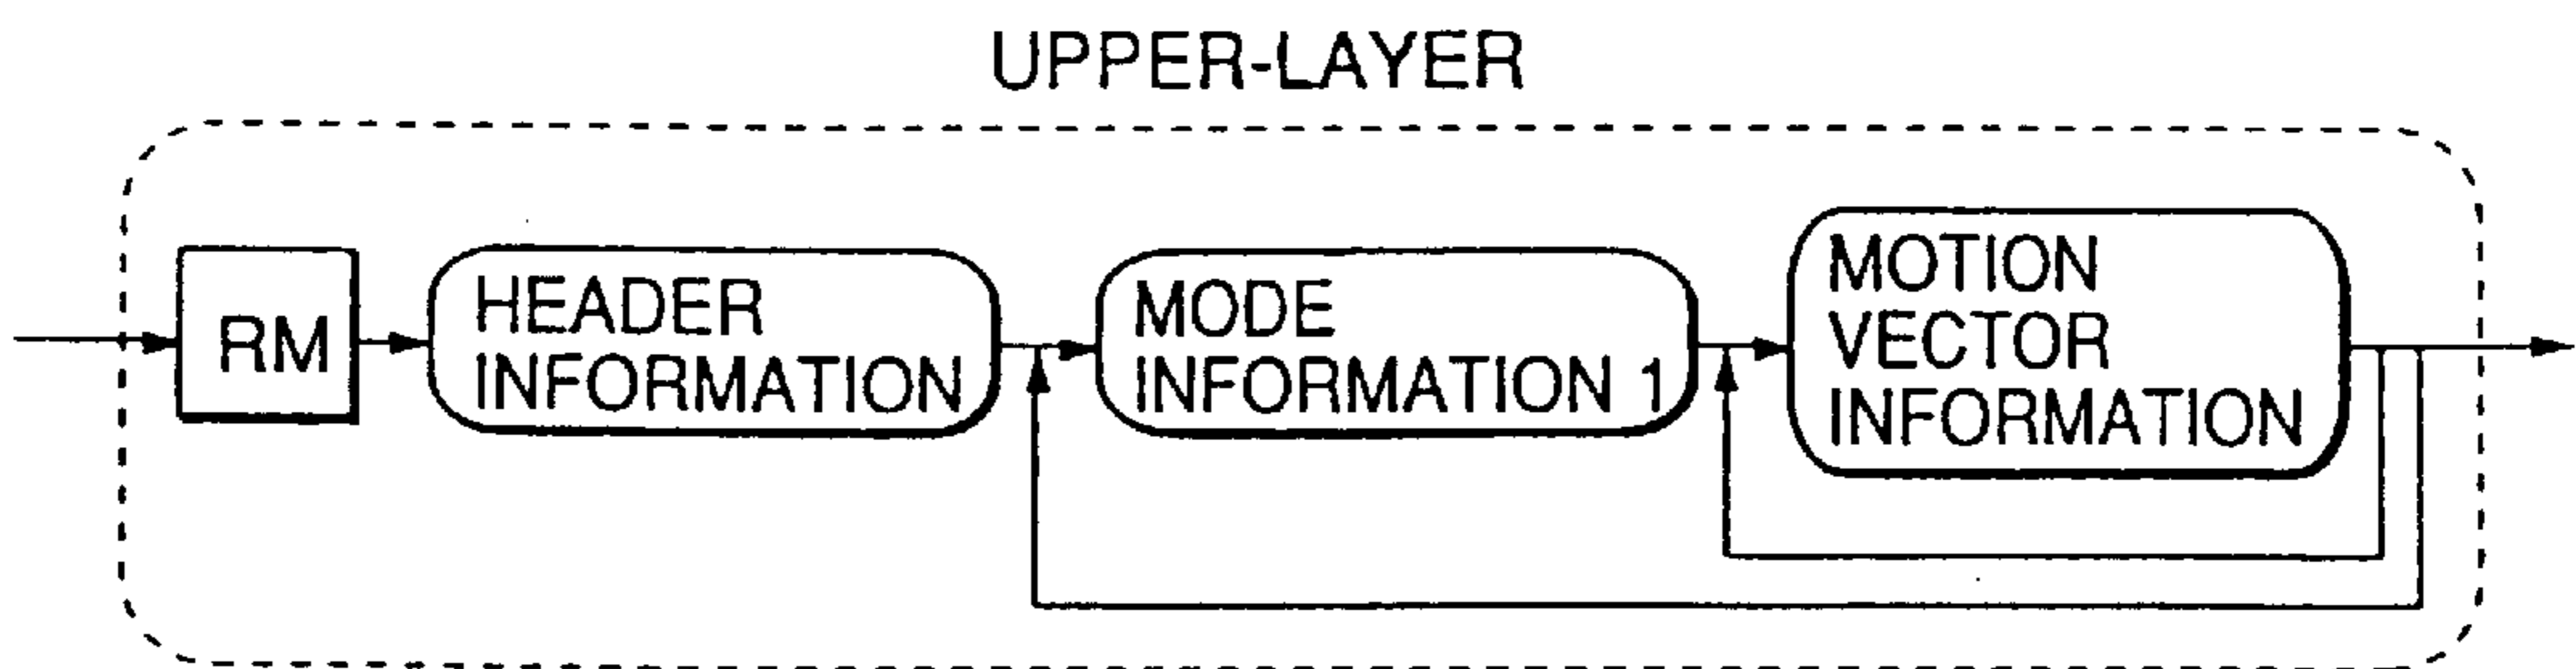 UPPER-LAYER
RM
HEADER
INFORMATION
MODE
INFORMATION 1
MOTION
VECTOR
INFORMATION